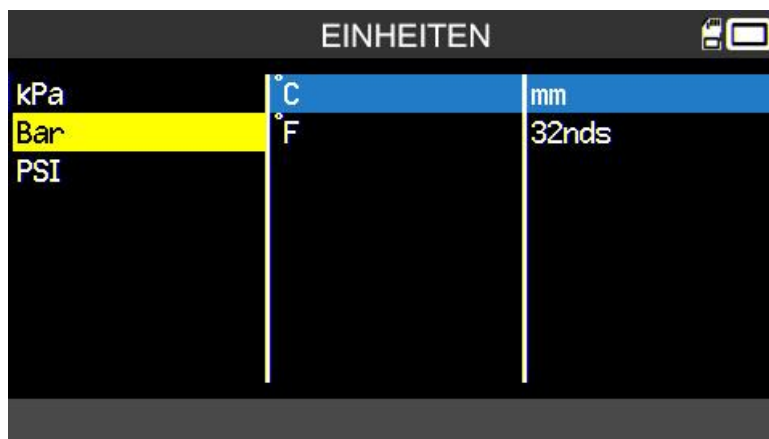 EINHEITEN
kPa
°C
mm
Bar
°F
32nds
PSI